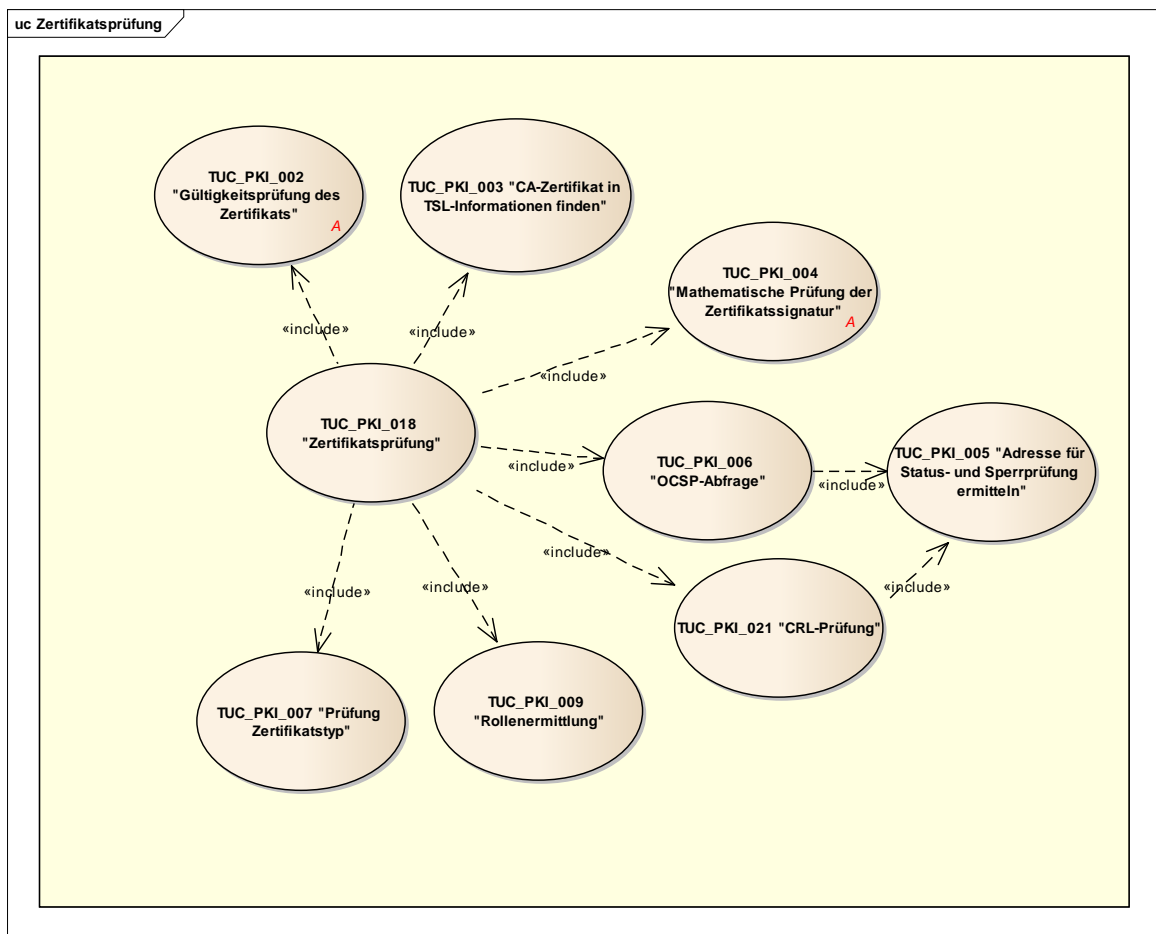 uc Zertifikatsprüfung
TUC_PKI_002
"Gültigkeitsprüfung des
Zertifikats"
A
TUC_PKI_003 "CA-Zertifikat in
TSL-Informationen finden"
TUC_PKI_004
"Mathematische Prüfung der
Zertifikatssignatur"
A
«include»
«include»
«include»
TUC_PKI_018
"Zertifikatsprüfung"
TUC_PKI_006
"OCSP-Abfrage"
TUC_PKI_005 "Adresse für
Status- und Sperrprüfung
ermitteln"
«include»
«include»
«include»
«include»
«include»
«include»
TUC_PKI_021 "CRL-Prüfung"
TUC_PKI_007 "Prüfung
Zertifikatstyp"
TUC_PKI_009
"Rollenermittlung"